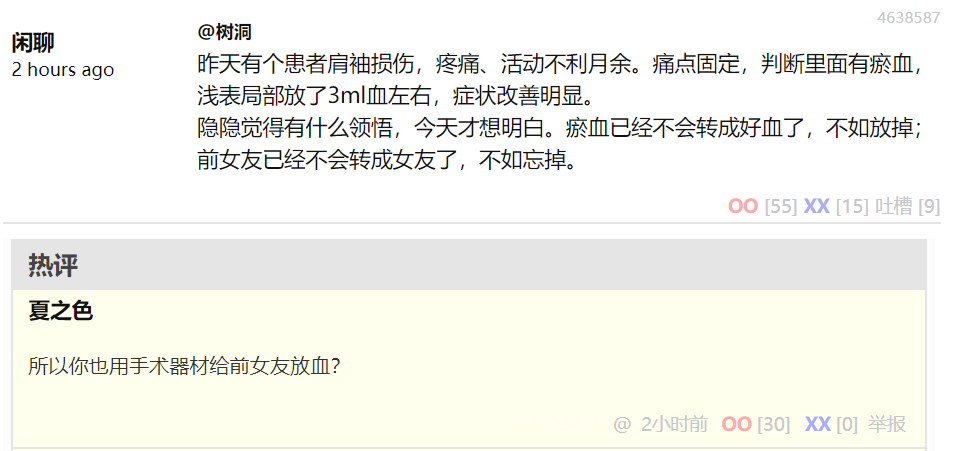 4638587
闲聊
2 hours ago
@树洞
昨天有个患者肩袖损伤，疼痛、活动不利月余。痛点固定，判断里面有瘀血，
浅表局部放了3ml血左右，症状改善明显。
隐隐觉得有什么领悟，今天才想明白。瘀血已经不会转成好血了，不如放掉；
前女友已经不会转成女友了，不如忘掉。
OO [55] XX [15] 吐槽 [9]
热评
夏之色
所以你也用手术器材给前女友放血？
@ 2小时前 OO [30] XX [0] 举报